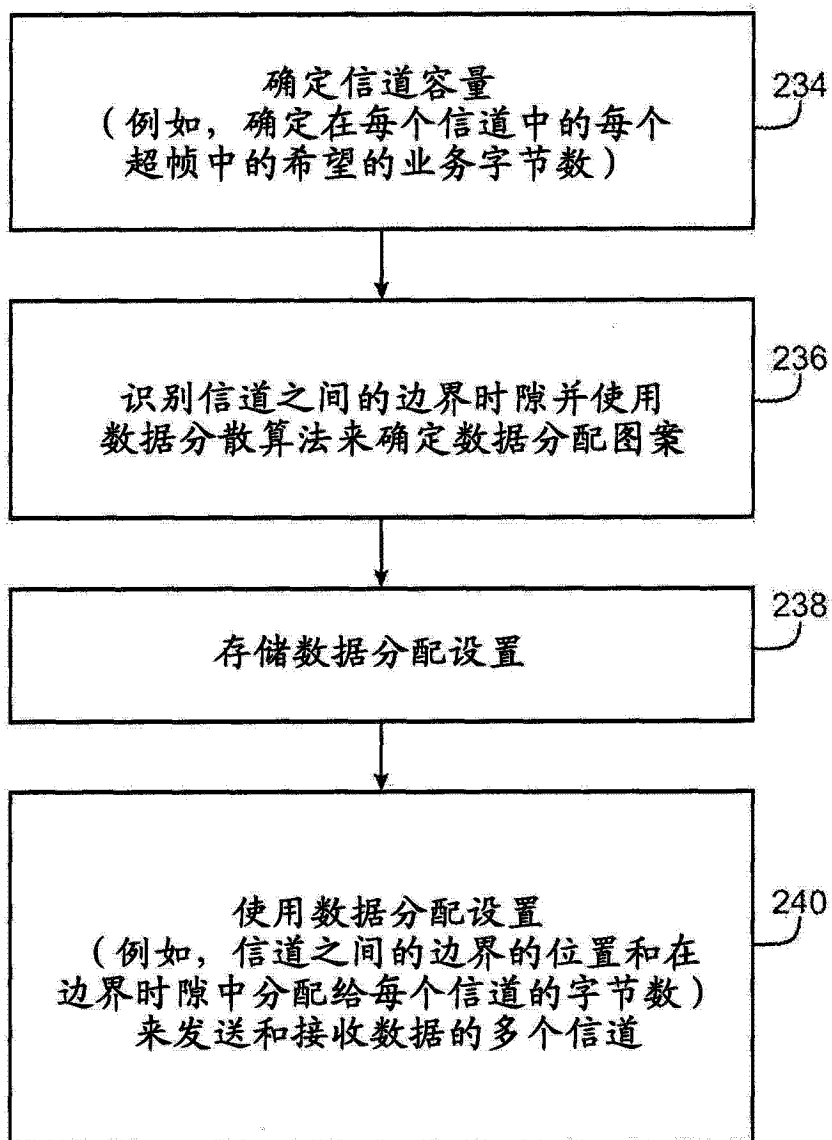 确定信道容量
(例如，确定在每个信道中的每个
超帧中的希望的业务字节数)
234
识别信道之间的边界时隙并使用
数据分散算法来确定数据分配图案
236
存储数据分配设置
238
使用数据分配设置
(例如，信道之间的边界的位置和在
边界时隙中分配给每个信道的字节数)
来发送和接收数据的多个信道
240